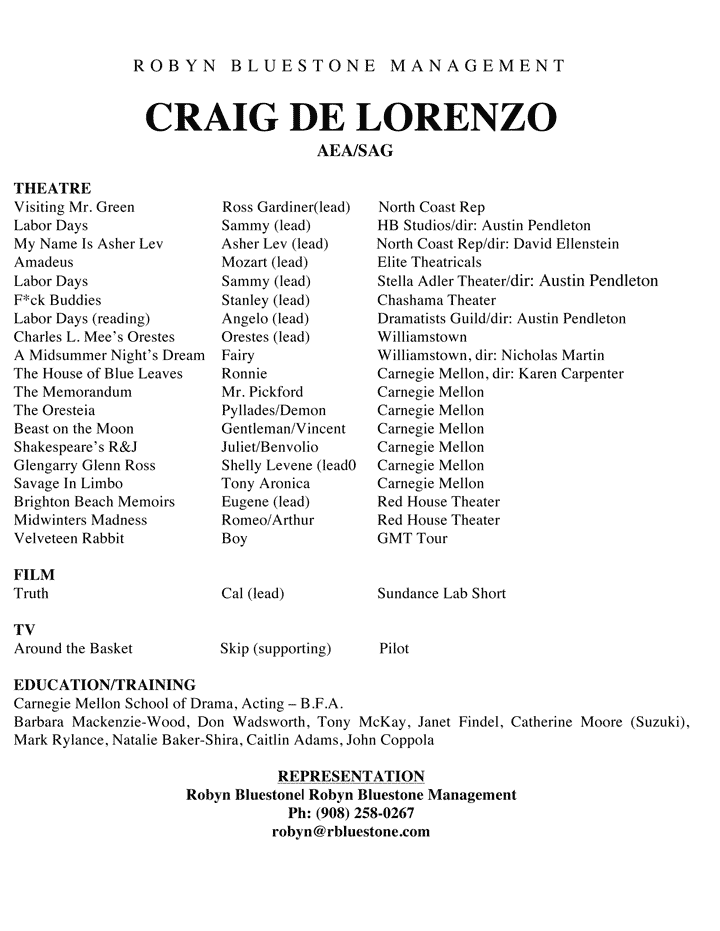 ROBYN BLUESTONE MANAGEMENT
CRAIG DE LORENZO
AEA/SAG
THEATRE
Visiting Mr. Green Ross Gardiner(lead) North Coast Rep
Labor Days Sammy (lead) HB Studios/dir: Austin Pendleton
My Name Is Asher Lev Asher Lev (lead) North Coast Rep/dir: David Ellenstein
Amadeus Mozart (lead) Elite Theatricals
Labor Days Sammy (lead) Stella Adler Theater/dir: Austin Pendleton
F*ck Buddies Stanley (lead) Chashama Theater
Labor Days (reading) Angelo (lead) Dramatists Guild/dir: Austin Pendleton
Charles L. Mee's Orestes Orestes (lead) Williamstown
A Midsummer Night's Dream Fairy Williamstown, dir: Nicholas Martin
The House of Blue Leaves Ronnie Carnegie Mellon, dir: Karen Carpenter
The Memorandum Mr. Pickford Carnegie Mellon
The Oresteia Pyllades/Demon Carnegie Mellon
Beast on the Moon Gentleman/Vincent Carnegie Mellon
Shakespeare's R&J Juliet/Benvolio Carnegie Mellon
Glengarry Glenn Ross Shelly Levene (lead0 Carnegie Mellon
Savage In Limbo Tony Aronica Carnegie Mellon
Brighton Beach Memoirs Eugene (lead) Red House Theater
Midwinters Madness Romeo/Arthur Red House Theater
Velveteen Rabbit Boy GMT Tour
FILM
Truth Cal (lead) Sundance Lab Short
TV
Around the Basket Skip (supporting) Pilot
EDUCATION/TRAINING
Carnegie Mellon School of Drama, Acting – B.F.A.
Barbara Mackenzie-Wood, Don Wadsworth, Tony McKay, Janet Findel, Catherine Moore (Suzuki),
Mark Rylance, Natalie Baker-Shira, Caitlin Adams, John Coppola
REPRESENTATION
Robyn Bluestone| Robyn Bluestone Management
Ph: (908) 258-0267
robyn@rbluestone.com